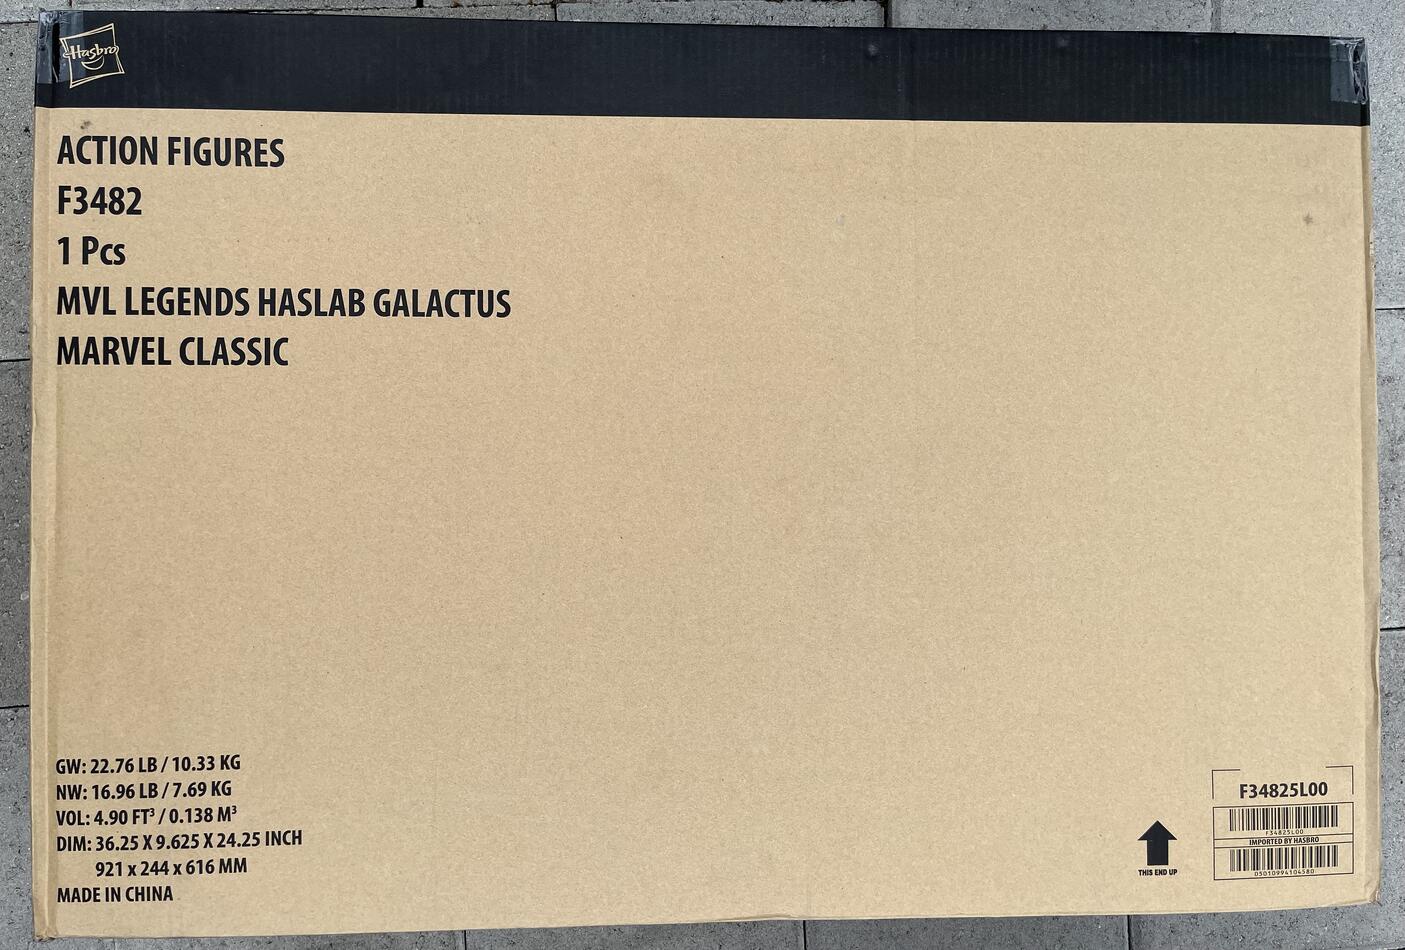 Hasbro
ACTION FIGURES
F3482
1 Pcs
MVL LEGENDS HASLAB GALACTUS
MARVEL CLASSIC
GW: 22.76 LB / 10.33 KG
NW: 16.96 LB / 7.69 KG
VOL: 4.90 FT³ / 0.138 M³
DIM: 36.25 X 9.625 X 24.25 INCH
921 x 244 x 616 MM
MADE IN CHINA
THIS END UP
F34825L00
F34825L00
IMPORTED BY HASBRO
05010994104580